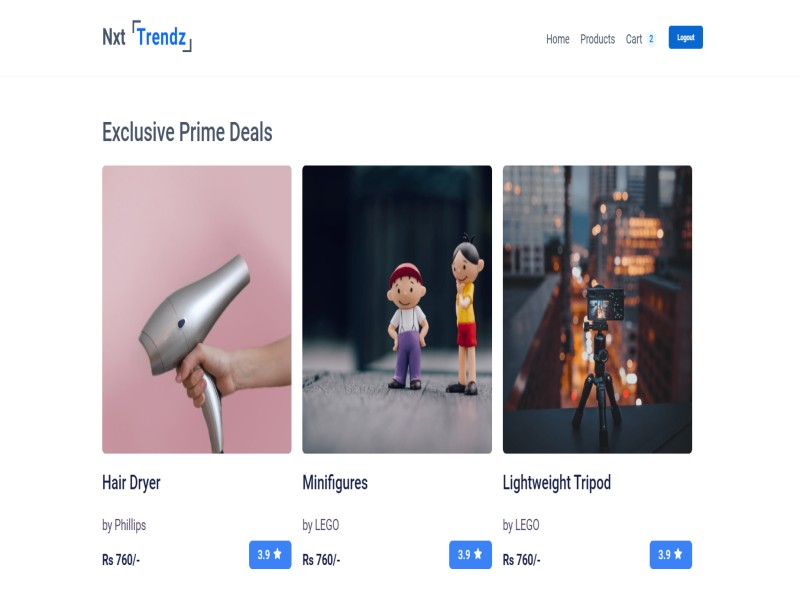 Nxt Trendz
Home Products Cart 2 Logout
Exclusive Prime Deals
Hair Dryer
by Phillips
Rs 760/- 3.9
Minifigures
by LEGO
Rs 760/- 3.9
Lightweight Tripod
by LEGO
Rs 760/- 3.9